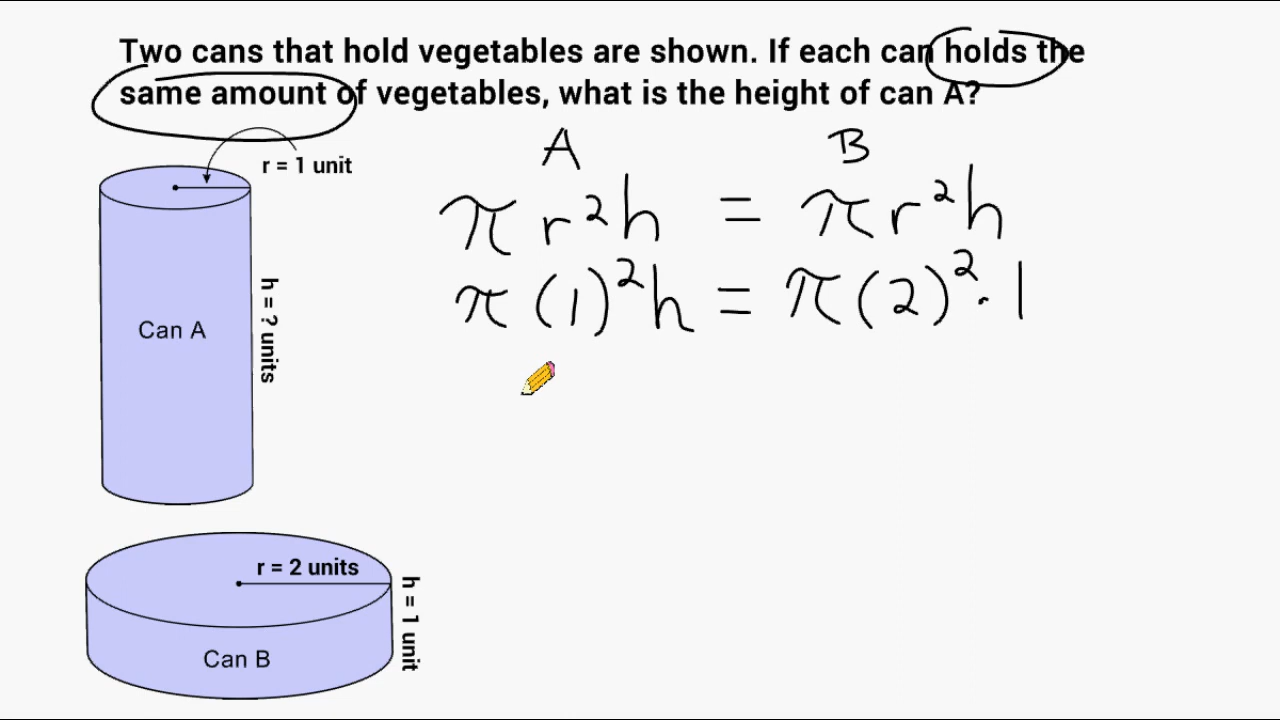 Two cans that hold vegetables are shown. If each can holds the
same amount of vegetables, what is the height of can A?
A B
r = 1 unit
π r²h = πr²h
π (1)²h = π(2)²·1
h = ? units
Can A
r = 2 units
h = 1 unit
Can B